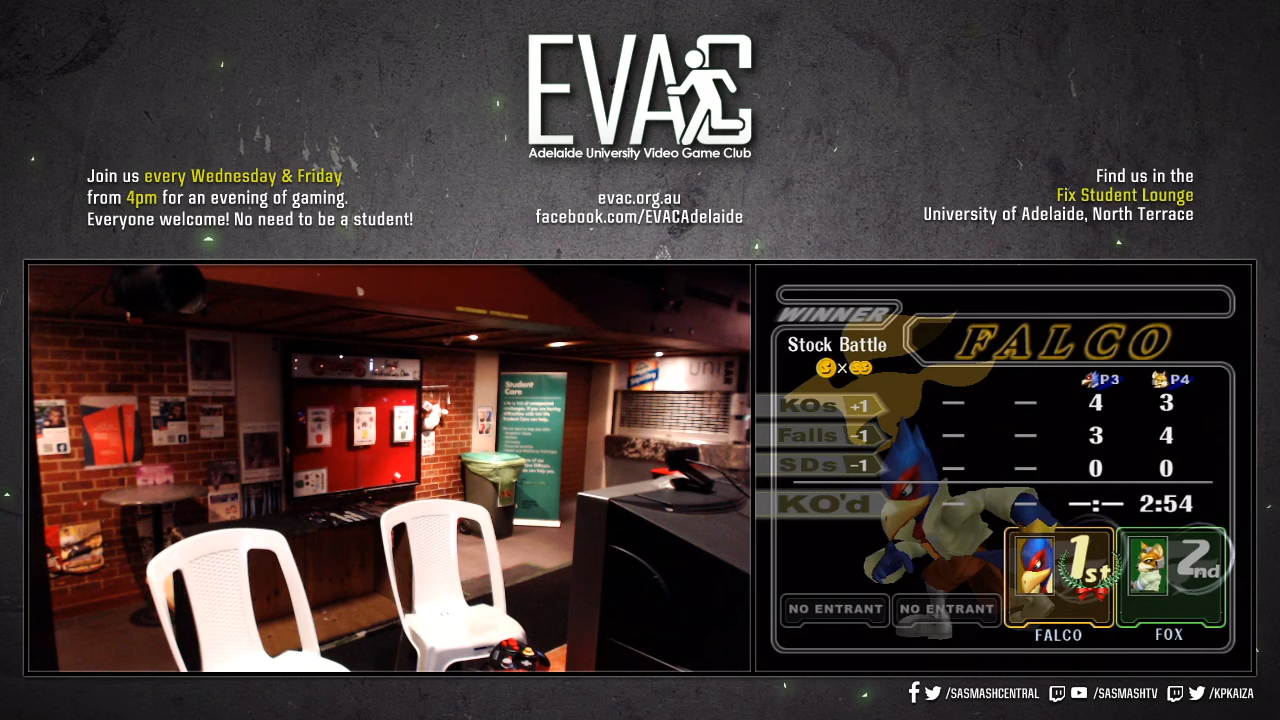 EVAC
Adelaide University Video Game Club
Join us every Wednesday & Friday
from 4pm for an evening of gaming.
Everyone welcome! No need to be a student!
evac.org.au
facebook.com/EVACAdelaide
Find us in the
Fix Student Lounge
University of Adelaide, North Terrace
Student
Care
WINNER
FALCO
Stock Battle
X
P3 P4
KOs +1 — — 4 3
Falls -1 — — 3 4
SDs -1 — — 0 0
KO'd — — —:— 2:54
1st
2nd
NO ENTRANT
NO ENTRANT
FALCO
FOX
/SASMASHCENTRAL
/SASMASHTV
/KPKAIZA